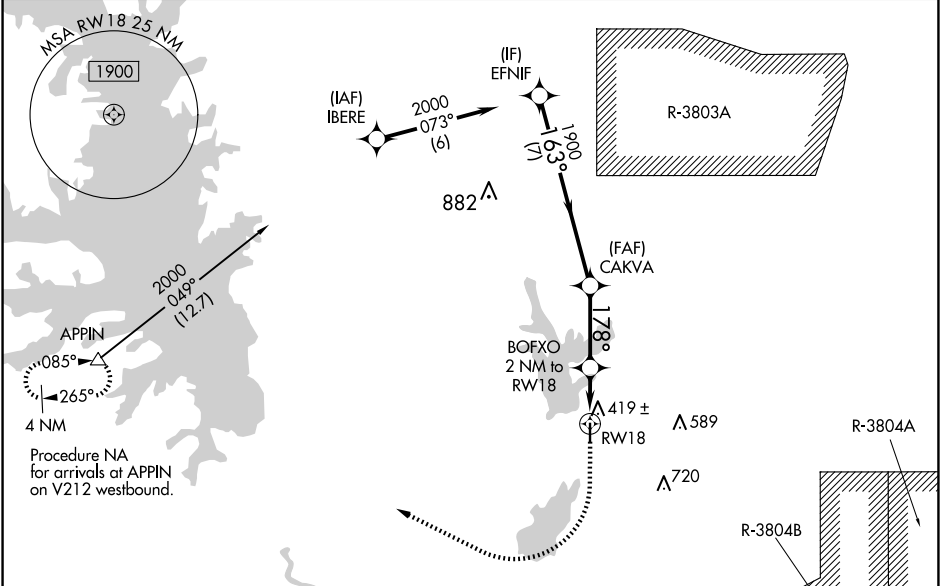 MSA RW18 25 NM
1900
(IAF)
IBERE
2000
073°
(6)
(IF)
EFNIF
1900
163°
(7)
R-3803A
882
(FAF)
CAKVA
178°
BOFXO
2 NM to
RW18
419 ±
RW18
589
720
2000
049°
(12.7)
APPIN
085°
265°
4 NM
Procedure NA
for arrivals at APPIN
on V212 westbound.
R-3804A
R-3804B